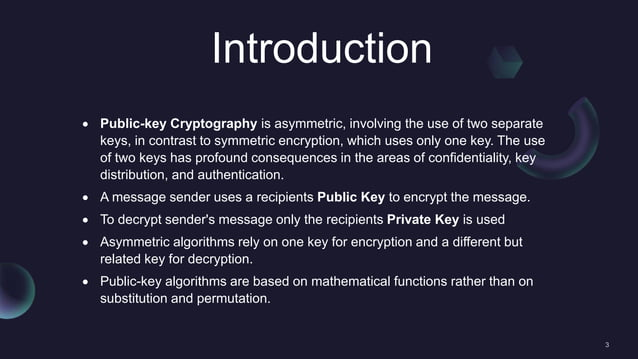 Introduction
• Public-key Cryptography is asymmetric, involving the use of two separate
keys, in contrast to symmetric encryption, which uses only one key. The use
of two keys has profound consequences in the areas of confidentiality, key
distribution, and authentication.
• A message sender uses a recipients Public Key to encrypt the message.
• To decrypt sender's message only the recipients Private Key is used
• Asymmetric algorithms rely on one key for encryption and a different but
related key for decryption.
• Public-key algorithms are based on mathematical functions rather than on
substitution and permutation.
3